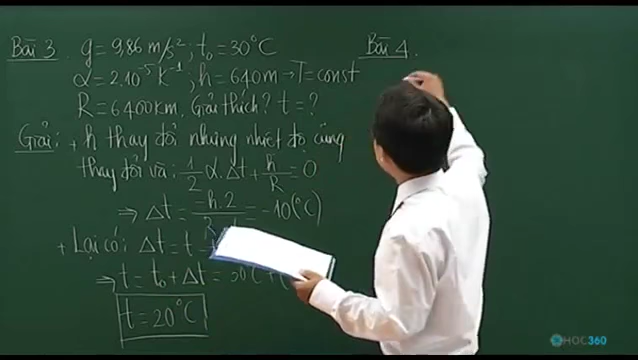 Bài 3 g = 9,86 m/s²; t₀ = 30°C
α = 2.10⁻⁵ K⁻¹; h = 640m → T = const
R = 6400km, Giải thích? t = ?
Giải: + h thay đổi nhưng nhiệt độ cũng
thay đổi và: 1/2 α.Δt + h/R = 0
⇒ Δt = -h.2/R = -10(°C)
+ Lại có: Δt = t -
⇒ t = t₀ + Δt = 30°C + (
t = 20°C
Bài 4.
HOC360